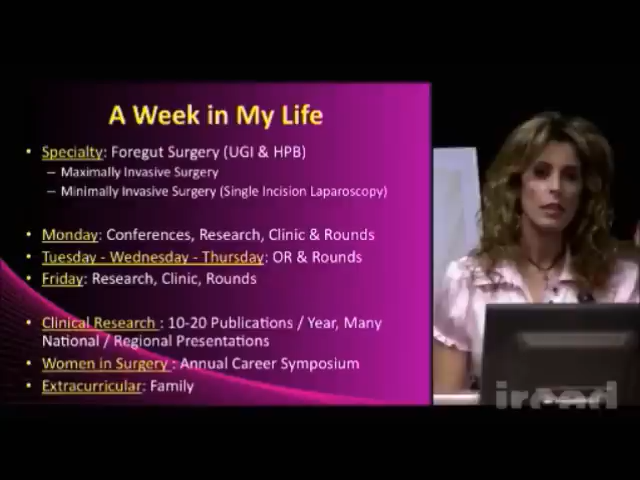 A Week in My Life
• Specialty: Foregut Surgery (UGI & HPB)
– Maximally Invasive Surgery
– Minimally Invasive Surgery (Single Incision Laparoscopy)
• Monday: Conferences, Research, Clinic & Rounds
• Tuesday - Wednesday - Thursday: OR & Rounds
• Friday: Research, Clinic, Rounds
• Clinical Research : 10-20 Publications / Year, Many
National / Regional Presentations
• Women in Surgery : Annual Career Symposium
• Extracurricular: Family